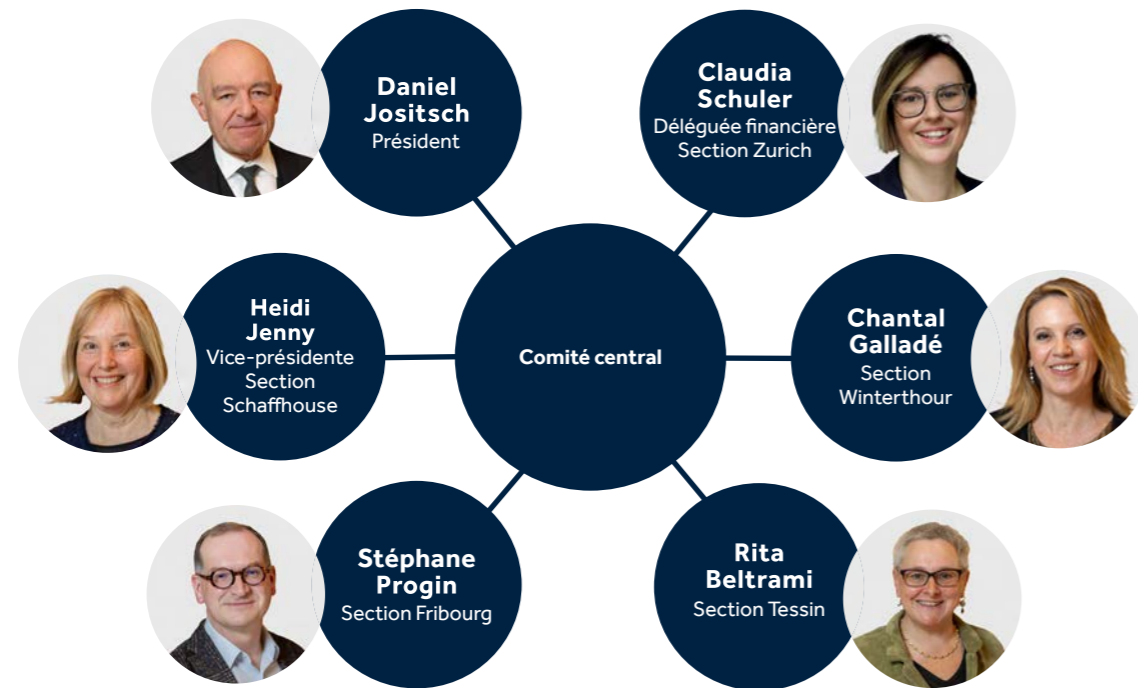 Daniel
Jositsch
Président
Claudia
Schuler
Déléguée financière
Section Zurich
Heidi
Jenny
Vice-présidente
Section
Schaffhouse
Comité central
Chantal
Galladé
Section
Winterthour
Stéphane
Progin
Section Fribourg
Rita
Beltrami
Section Tessin